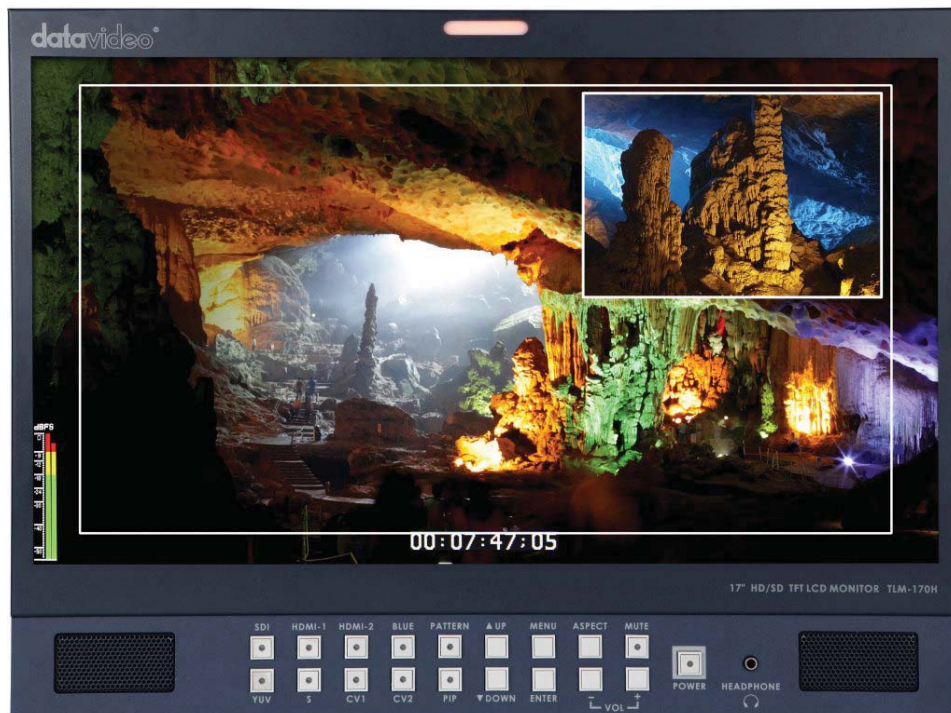 datavideo®
dBFS
00:07:47;05
17" HD/SD TFT LCD MONITOR TLM-170H
SDI HDMI-1 HDMI-2 BLUE PATTERN ▲UP MENU ASPECT MUTE
YUV S CV1 CV2 PIP ▼DOWN ENTER − VOL + POWER HEADPHONE